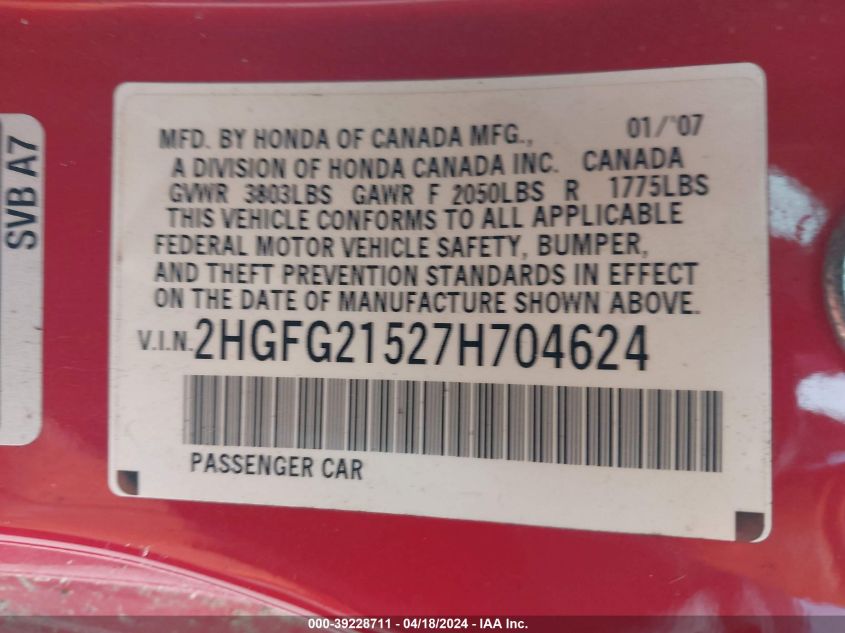 SVB A7
MFD. BY HONDA OF CANADA MFG., 01/'07
A DIVISION OF HONDA CANADA INC. CANADA
GVWR 3803LBS GAWR F 2050LBS R 1775LBS
THIS VEHICLE CONFORMS TO ALL APPLICABLE
FEDERAL MOTOR VEHICLE SAFETY, BUMPER,
AND THEFT PREVENTION STANDARDS IN EFFECT
ON THE DATE OF MANUFACTURE SHOWN ABOVE.
V.I.N. 2HGFG21527H704624
PASSENGER CAR
000-39228711 - 04/18/2024 - IAA Inc.